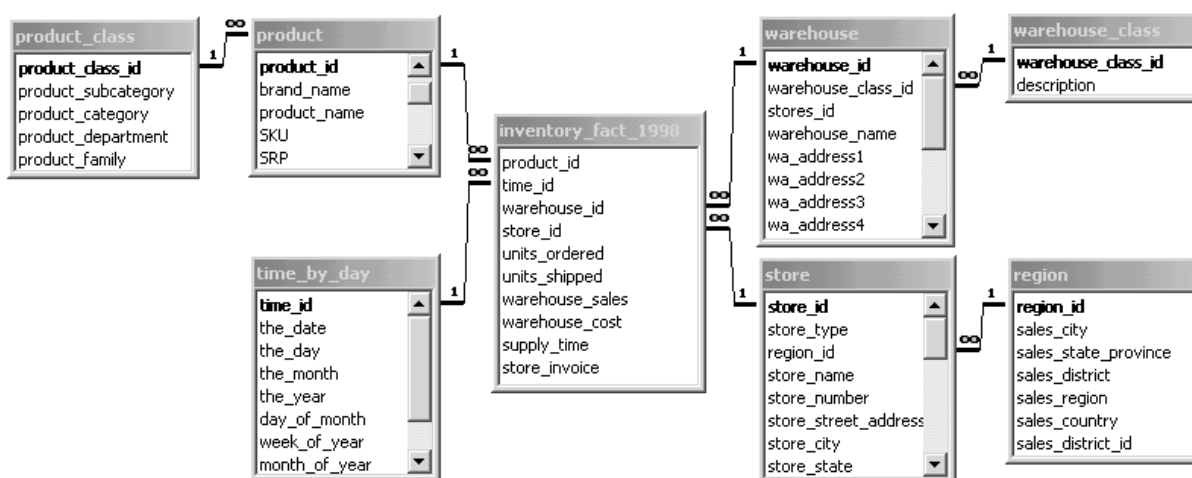 product_class
product_class_id
product_subcategory
product_category
product_department
product_family
1
∞
product
product_id
brand_name
product_name
SKU
SRP
1
∞
time_by_day
time_id
the_date
the_day
the_month
the_year
day_of_month
week_of_year
month_of_year
1
∞
inventory_fact_1998
product_id
time_id
warehouse_id
store_id
units_ordered
units_shipped
warehouse_sales
warehouse_cost
supply_time
store_invoice
∞
∞
warehouse
warehouse_id
warehouse_class_id
stores_id
warehouse_name
wa_address1
wa_address2
wa_address3
wa_address4
1
∞
warehouse_class
warehouse_class_id
description
1
store
store_id
store_type
region_id
store_name
store_number
store_street_address
store_city
store_state
1
∞
region
region_id
sales_city
sales_state_province
sales_district
sales_region
sales_country
sales_district_id
1